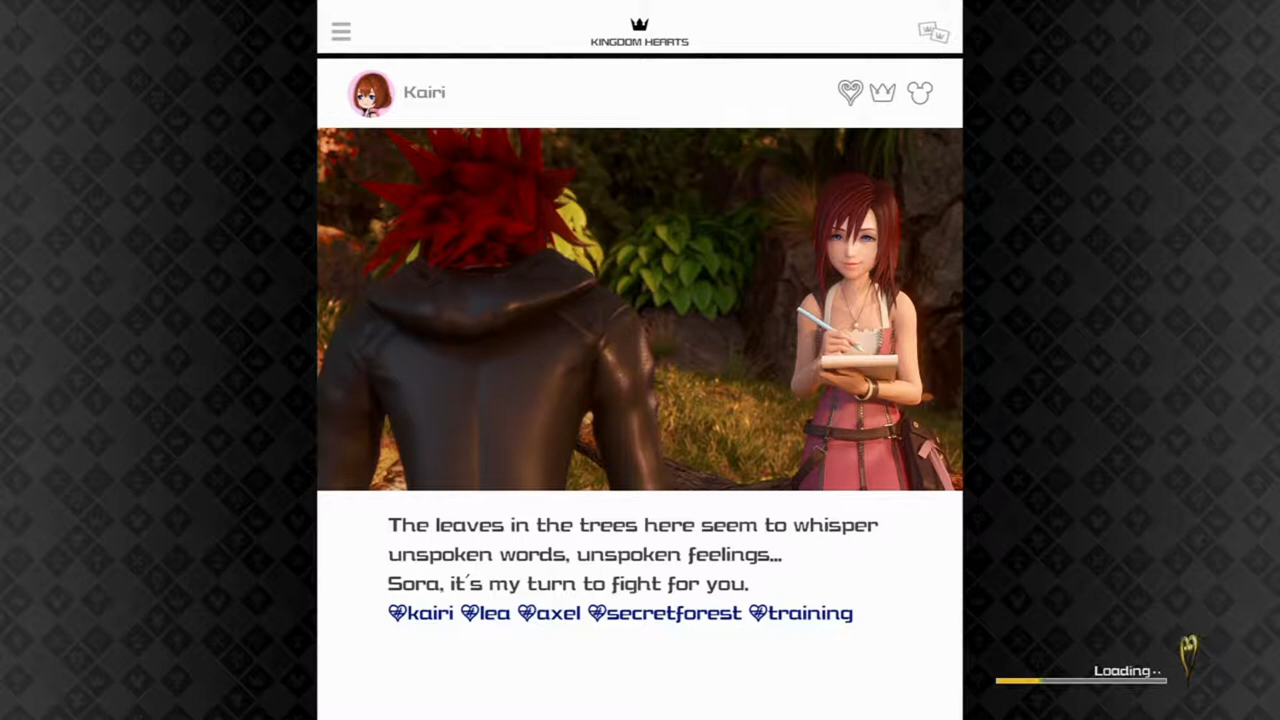 KINGDOM HEARTS
Kairi
The leaves in the trees here seem to whisper
unspoken words, unspoken feelings...
Sora, it's my turn to fight for you.
kairi lea axel secretforest training
Loading..